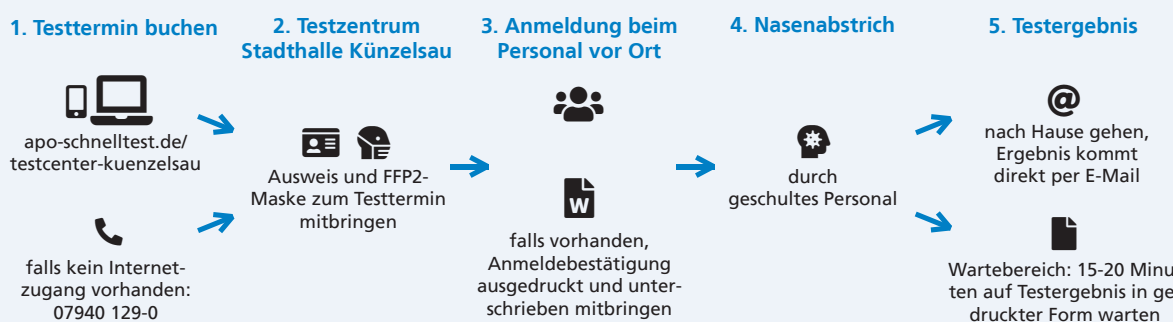 1. Testtermin buchen
apo-schnelltest.de/
testcenter-kuenzelsau
falls kein Internet-
zugang vorhanden:
07940 129-0
2. Testzentrum
Stadthalle Künzelsau
Ausweis und FFP2-
Maske zum Testtermin
mitbringen
3. Anmeldung beim
Personal vor Ort
W
falls vorhanden,
Anmeldebestätigung
ausgedruckt und unter-
schrieben mitbringen
4. Nasenabstrich
durch
geschultes Personal
5. Testergebnis
@
nach Hause gehen,
Ergebnis kommt
direkt per E-Mail
Wartebereich: 15-20 Minu
ten auf Testergebnis in ge
druckter Form warten